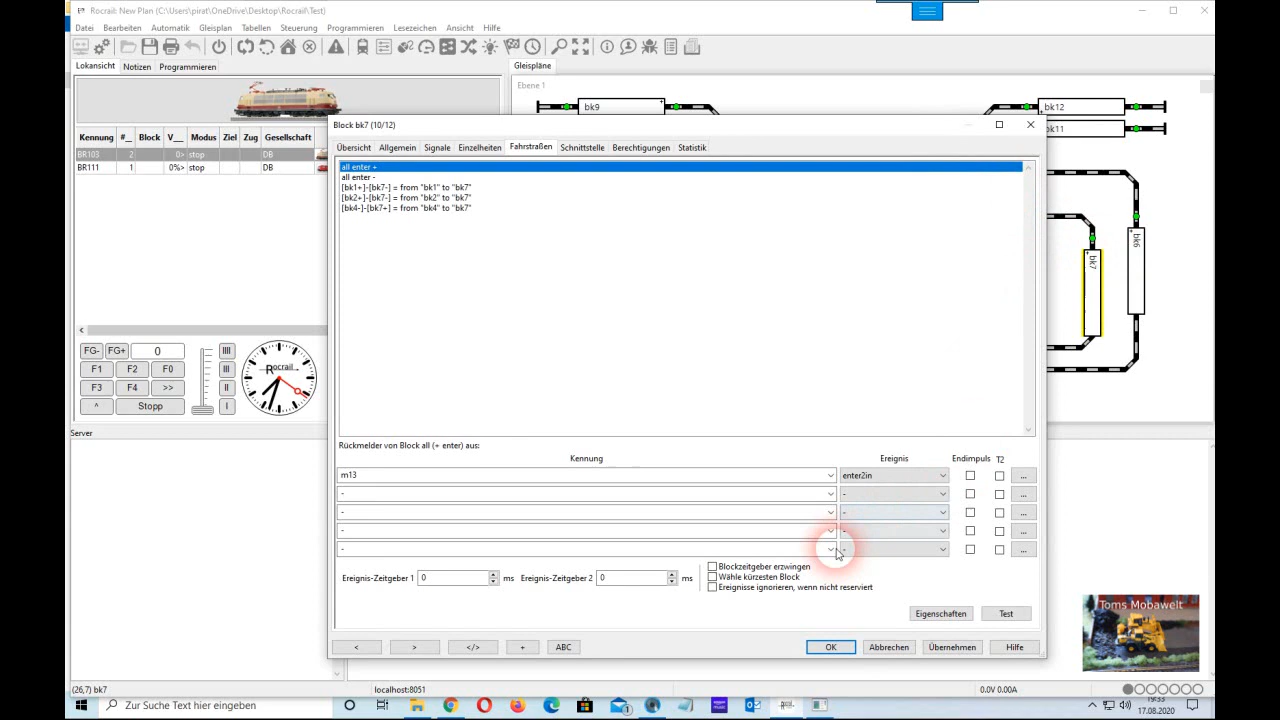 Rocrail: New Plan (C:\Users\pirat\OneDrive\Desktop\Rocrail\Test)
Datei Bearbeiten Automatik Gleisplan Tabellen Steuerung Programmieren Lesezeichen Ansicht Hilfe
Lokansicht Notizen Programmieren
Gleispläne
Ebene 1
bk9
bk12
bk11
bk6
bk7
Kennung #_ Block V__ Modus Ziel Zug Gesellschaft
BR103 2 0> stop DB
BR111 1 0%> stop DB
FG- FG+ 0 IIII
F1 F2 F0 III
F3 F4 >> II
^ Stopp I
Rocrail
Server
Block bk7 (10/12)
Übersicht Allgemein Signale Einzelheiten Fahrstraßen Schnittstelle Berechtigungen Statistik
all enter +
all enter -
[bk1+]-[bk7-] = from "bk1" to "bk7"
[bk2+]-[bk7-] = from "bk2" to "bk7"
[bk4-]-[bk7+] = from "bk4" to "bk7"
Rückmelder von Block all (+ enter) aus:
Kennung Ereignis Endimpuls T2
m13 enter2in ...
- - ...
- - ...
- - ...
- - ...
Ereignis-Zeitgeber 1 0 ms Ereignis-Zeitgeber 2 0 ms
Blockzeitgeber erzwingen
Wähle kürzesten Block
Ereignisse ignorieren, wenn nicht reserviert
Eigenschaften Test
< > </> + ABC OK Abbrechen Übernehmen Hilfe
Toms Mobawelt
(26,7) bk7 localhost:8051 0.0V 0.00A
Zur Suche Text hier eingeben
19:33
17.08.2020